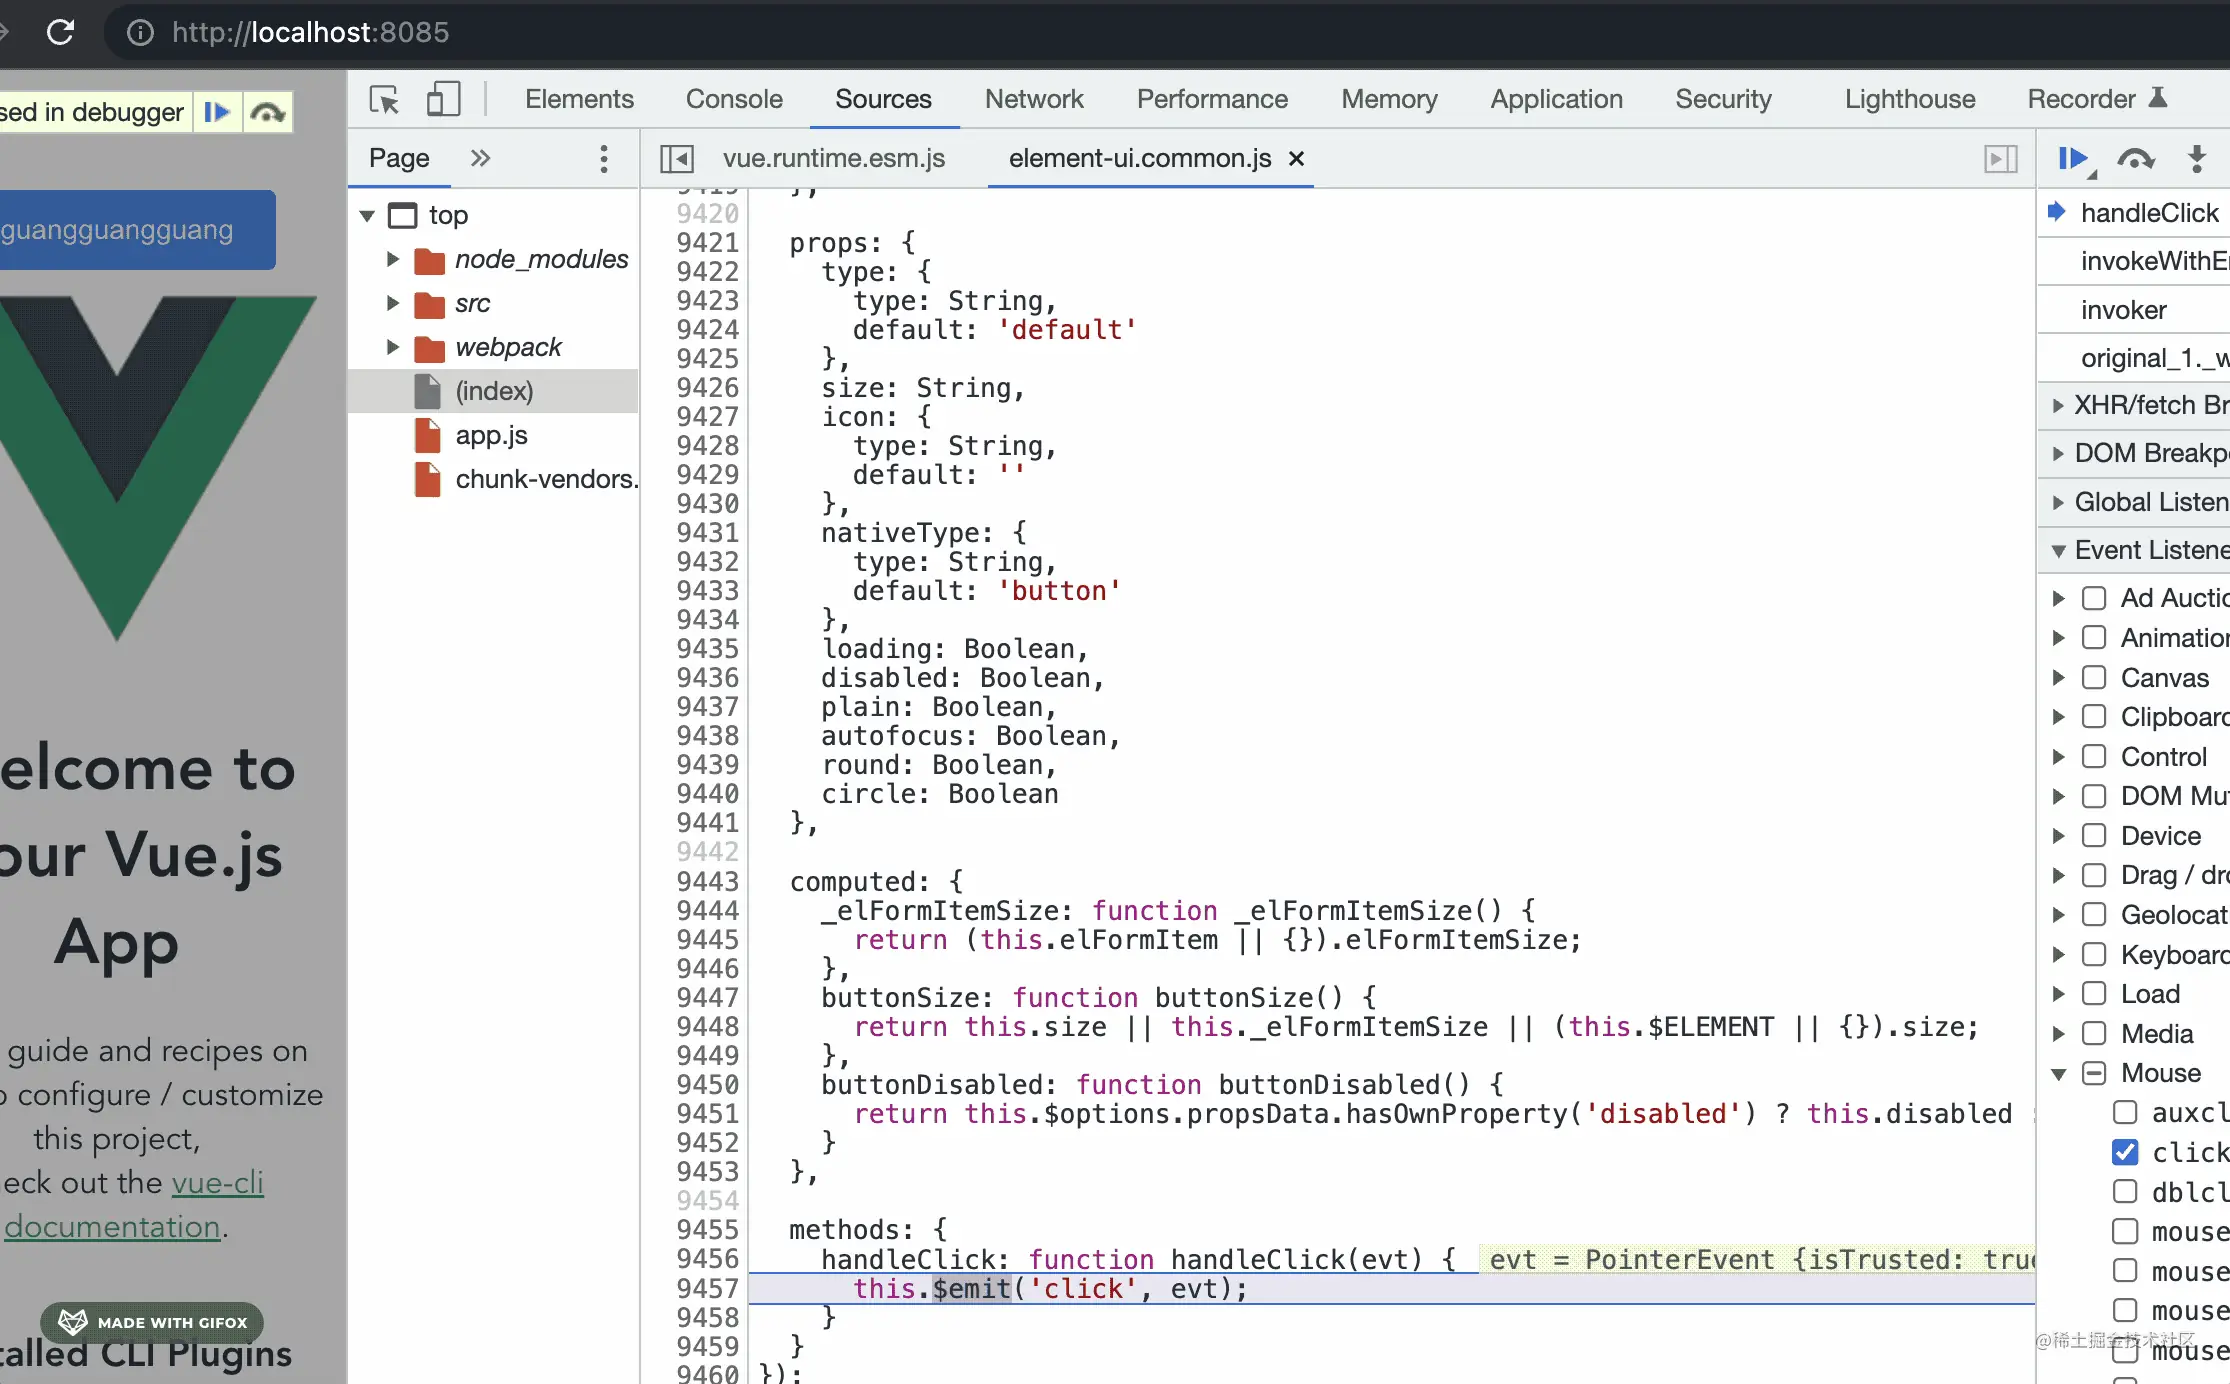 http://localhost:8085
sed in debugger
guangguangguang
elcome to
our Vue.js
App
guide and recipes on
o configure / customize
this project,
eck out the vue-cli
documentation.
MADE WITH GIFOX
talled CLI Plugins
Elements Console Sources Network Performance Memory Application Security Lighthouse Recorder
Page
top
node_modules
src
webpack
(index)
app.js
chunk-vendors.
vue.runtime.esm.js element-ui.common.js
9419 },
9420
9421 props: {
9422 type: {
9423 type: String,
9424 default: 'default'
9425 },
9426 size: String,
9427 icon: {
9428 type: String,
9429 default: ''
9430 },
9431 nativeType: {
9432 type: String,
9433 default: 'button'
9434 },
9435 loading: Boolean,
9436 disabled: Boolean,
9437 plain: Boolean,
9438 autofocus: Boolean,
9439 round: Boolean,
9440 circle: Boolean
9441 },
9442
9443 computed: {
9444 _elFormItemSize: function _elFormItemSize() {
9445 return (this.elFormItem || {}).elFormItemSize;
9446 },
9447 buttonSize: function buttonSize() {
9448 return this.size || this._elFormItemSize || (this.$ELEMENT || {}).size;
9449 },
9450 buttonDisabled: function buttonDisabled() {
9451 return this.$options.propsData.hasOwnProperty('disabled') ? this.disabled :
9452 }
9453 },
9454
9455 methods: {
9456 handleClick: function handleClick(evt) { evt = PointerEvent {isTrusted: true
9457 this.$emit('click', evt);
9458 }
9459 }
9460 });
handleClick
invokeWithEr
invoker
original_1._w
XHR/fetch Br
DOM Breakpo
Global Listen
Event Listene
Ad Auctio
Animation
Canvas
Clipboard
Control
DOM Mut
Device
Drag / dro
Geolocat
Keyboard
Load
Media
Mouse
auxcl
click
dblcl
mouse
mouse
mouse
mouse
@稀土掘金技术社区